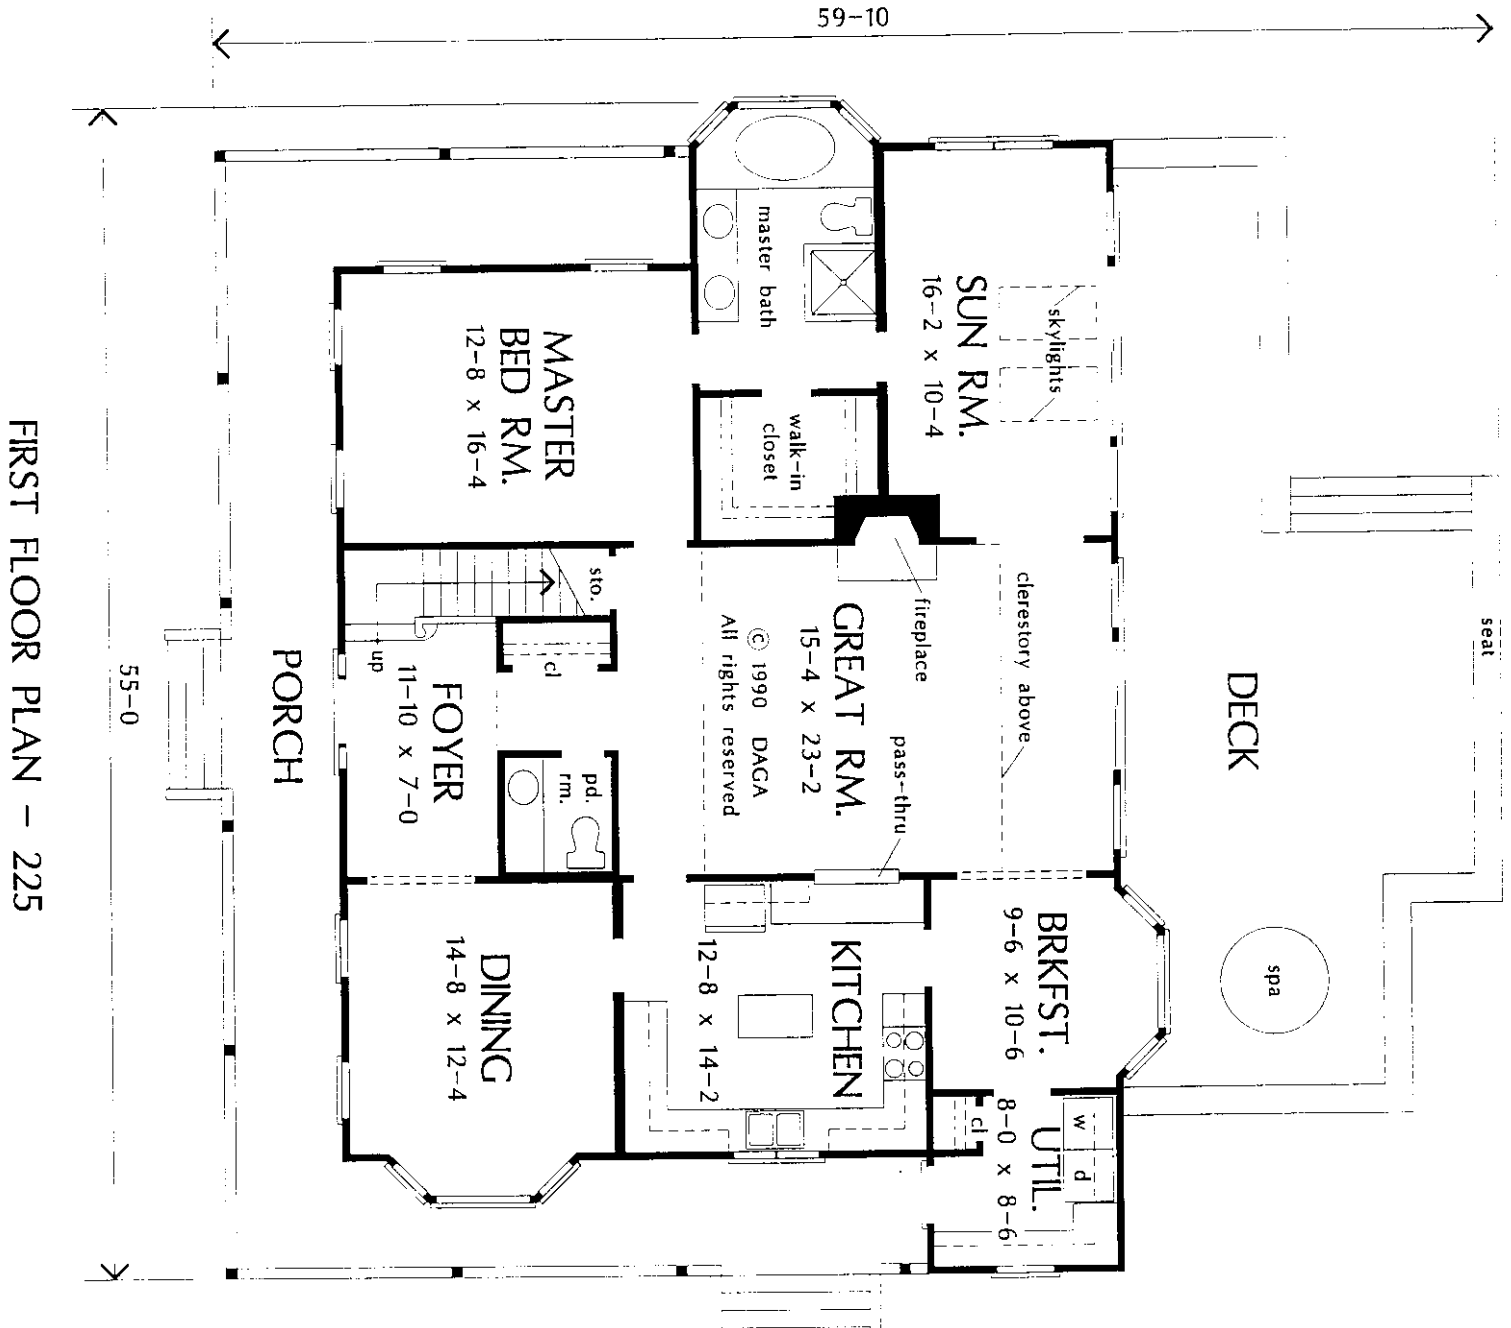 59-10
seat
DECK
spa
skylights
SUN RM.
16-2 x 10-4
clerestory above
fireplace
GREAT RM.
15-4 x 23-2
pass-thru
© 1990 DAGA
All rights reserved
BRKFST.
9-6 x 10-6
w
d
UTIL.
8-0 x 8-6
cl
master bath
walk-in
closet
KITCHEN
12-8 x 14-2
MASTER
BED RM.
12-8 x 16-4
sto.
cl
pd.
rm.
up
FOYER
11-10 x 7-0
DINING
14-8 x 12-4
PORCH
55-0
FIRST FLOOR PLAN - 225